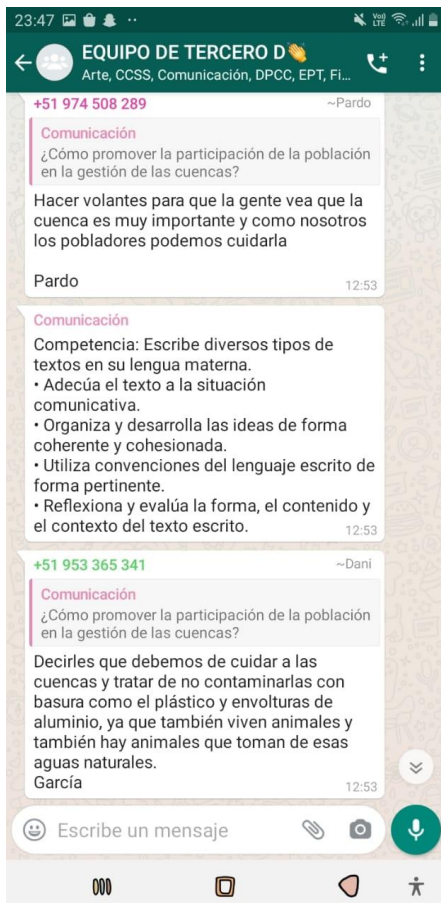 23:47
EQUIPO DE TERCERO D👏
Arte, CCSS, Comunicación, DPCC, EPT, Fi...
+51 974 508 289 ~Pardo
Comunicación
¿Cómo promover la participación de la población
en la gestión de las cuencas?
Hacer volantes para que la gente vea que la
cuenca es muy importante y como nosotros
los pobladores podemos cuidarla
Pardo
12:53
Comunicación
Competencia: Escribe diversos tipos de
textos en su lengua materna.
• Adecúa el texto a la situación
comunicativa.
• Organiza y desarrolla las ideas de forma
coherente y cohesionada.
• Utiliza convenciones del lenguaje escrito de
forma pertinente.
• Reflexiona y evalúa la forma, el contenido y
el contexto del texto escrito.
12:53
+51 953 365 341 ~Dani
Comunicación
¿Cómo promover la participación de la población
en la gestión de las cuencas?
Decirles que debemos de cuidar a las
cuencas y tratar de no contaminarlas con
basura como el plástico y envolturas de
aluminio, ya que también viven animales y
también hay animales que toman de esas
aguas naturales.
García
12:53
Escribe un mensaje